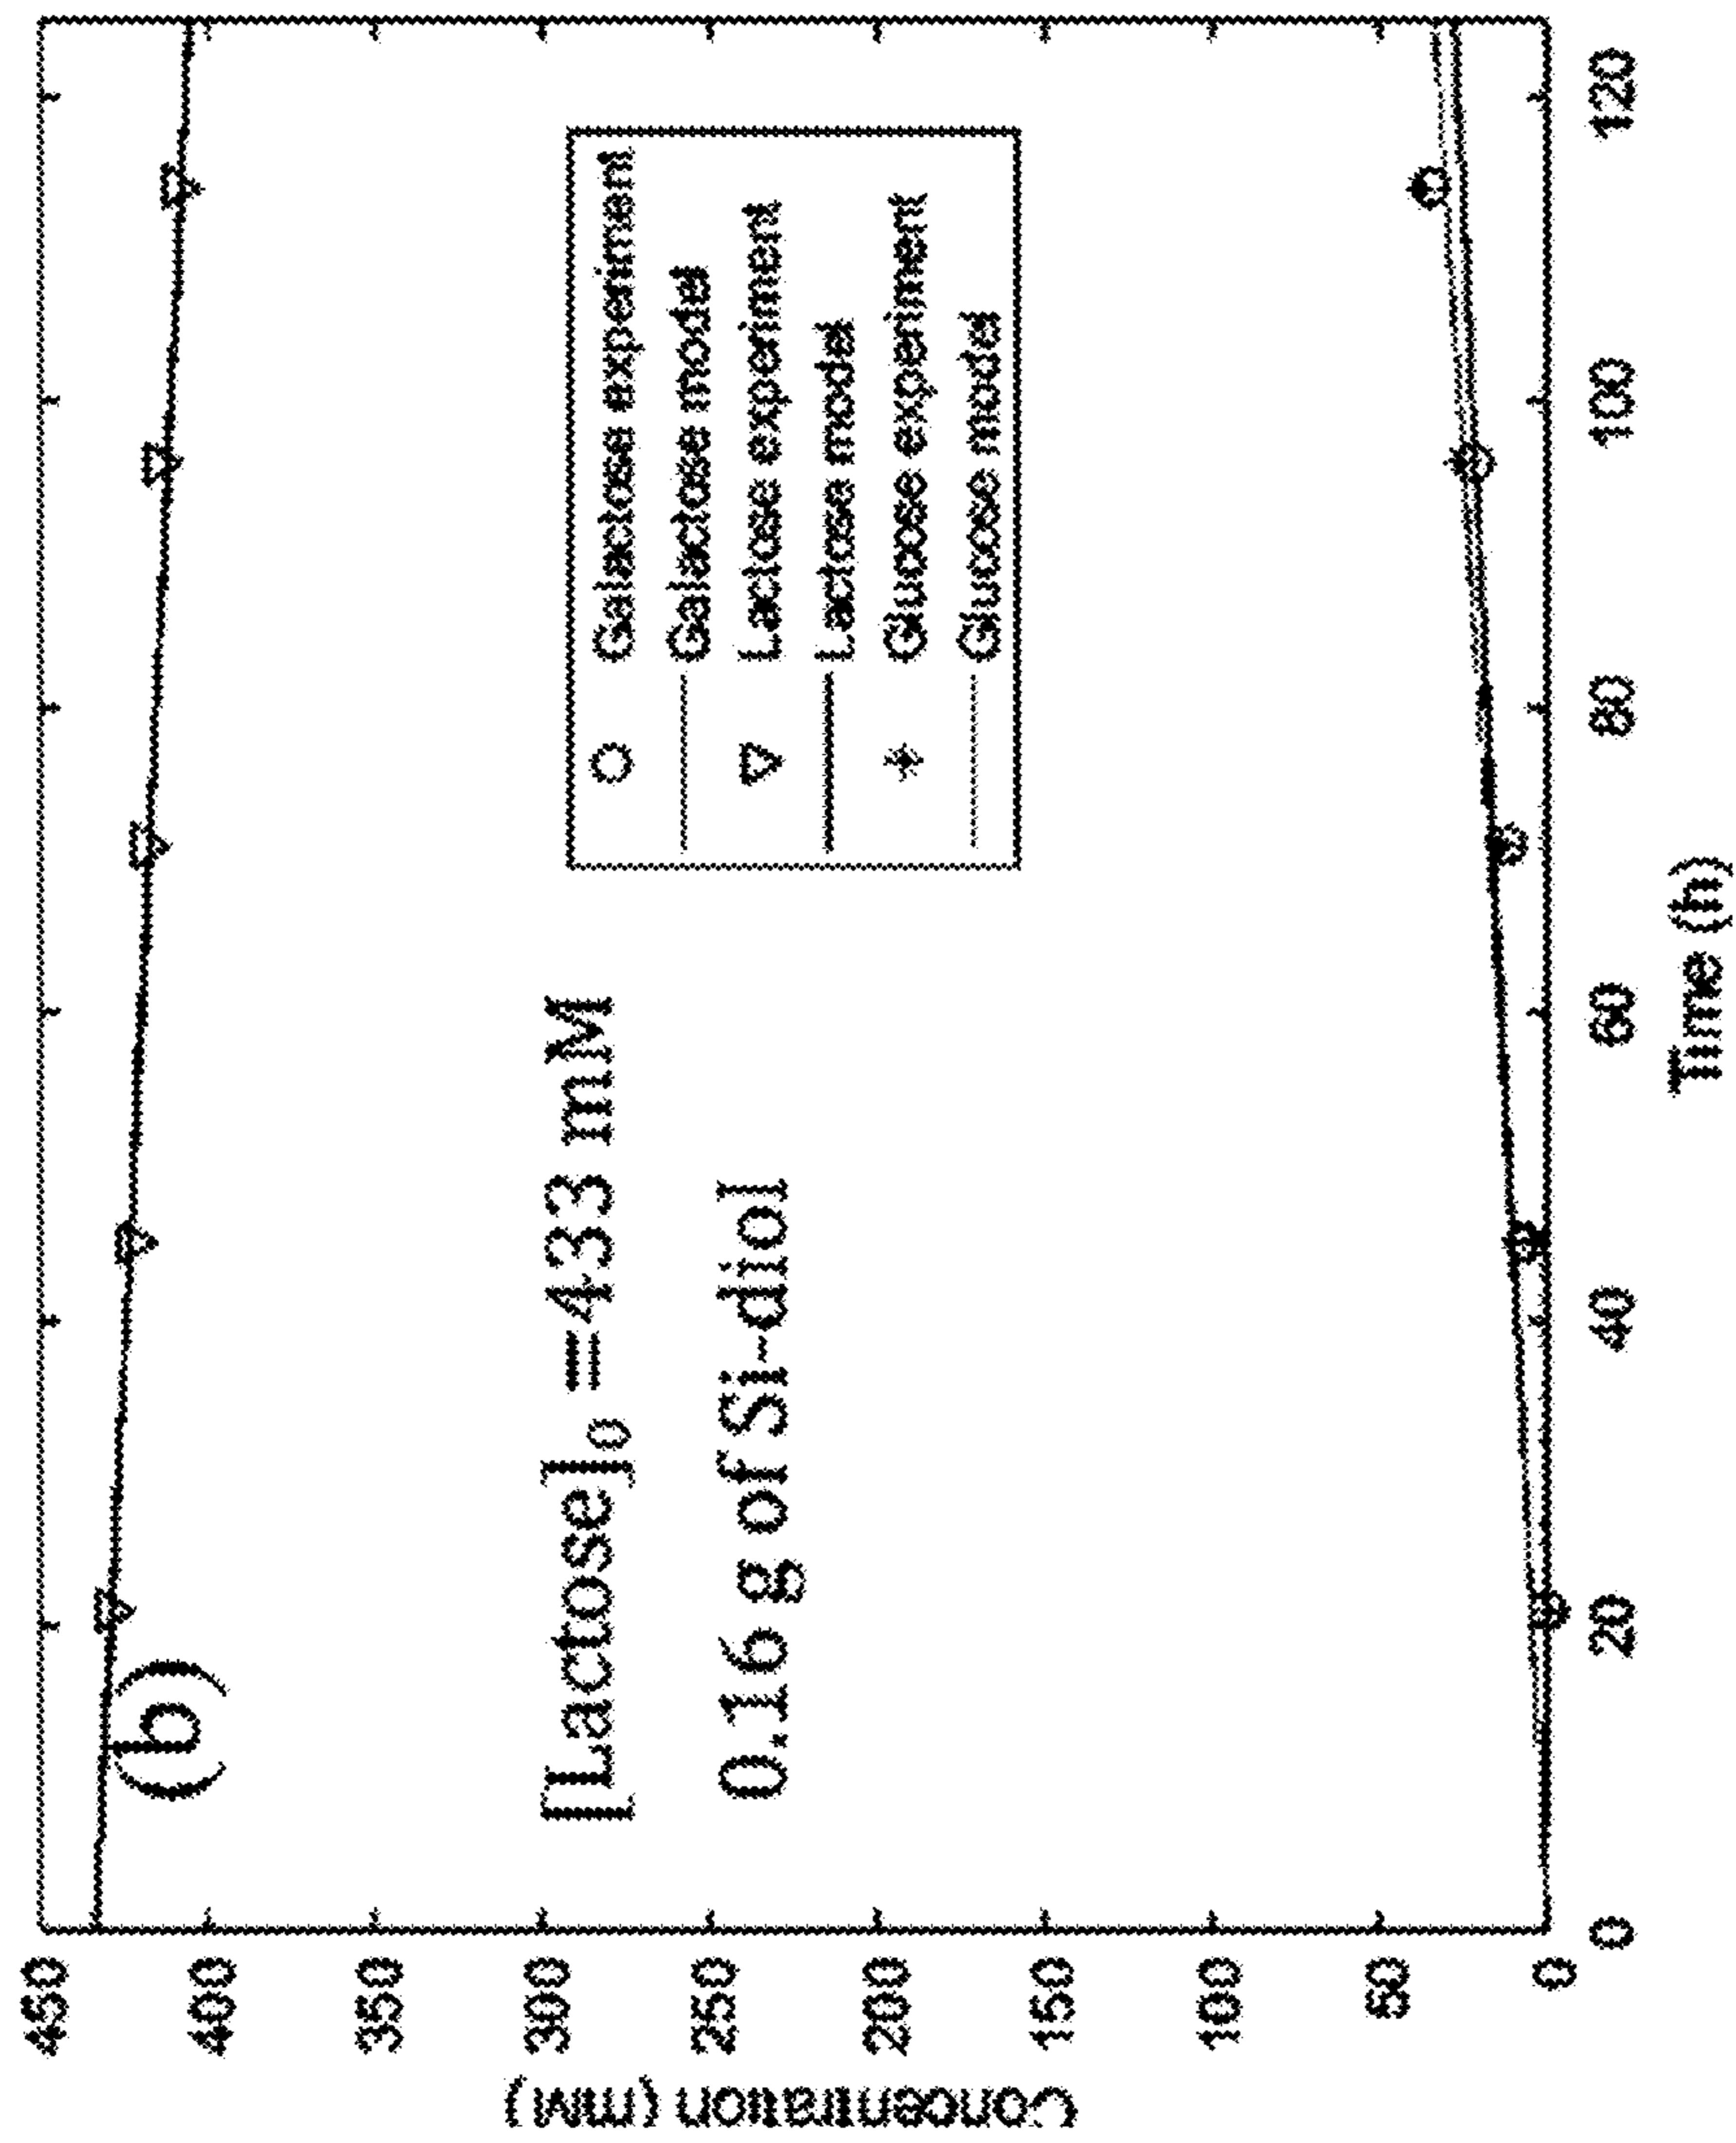 (b)
[Lactose]0 =433 mM
0.16 g of Si-diol
Galactose experiment
Galactose model
Lactose experiment
Lactose model
Glucose experiment
Glucose model
450
400
350
300
250
200
150
100
50
0
Concentration (mM)
0 20 40 60 80 100 120
Time (h)